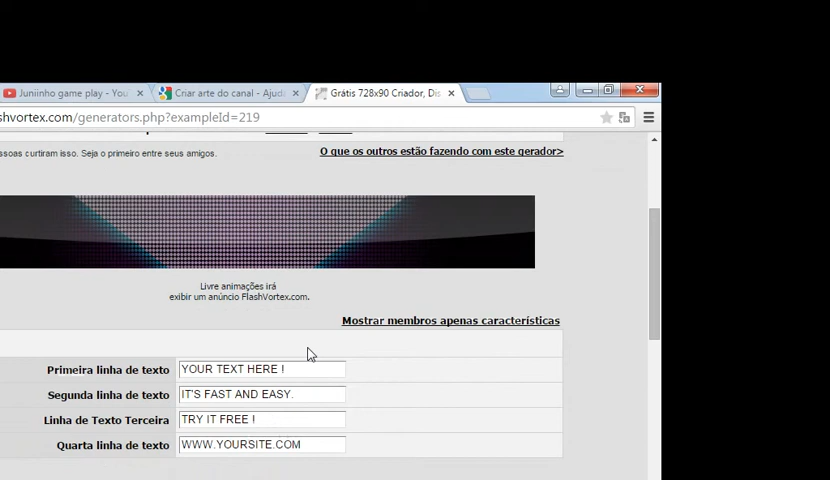 Juniinho game play - You
Criar arte do canal - Ajuda
Grátis 728x90 Criador, Dis
shvortex.com/generators.php?exampleId=219
ssoas curtiram isso. Seja o primeiro entre seus amigos.
O que os outros estão fazendo com este gerador>
Livre animações irá
exibir um anúncio FlashVortex.com.
Mostrar membros apenas características
Primeira linha de texto YOUR TEXT HERE !
Segunda linha de texto IT'S FAST AND EASY.
Linha de Texto Terceira TRY IT FREE !
Quarta linha de texto WWW.YOURSITE.COM